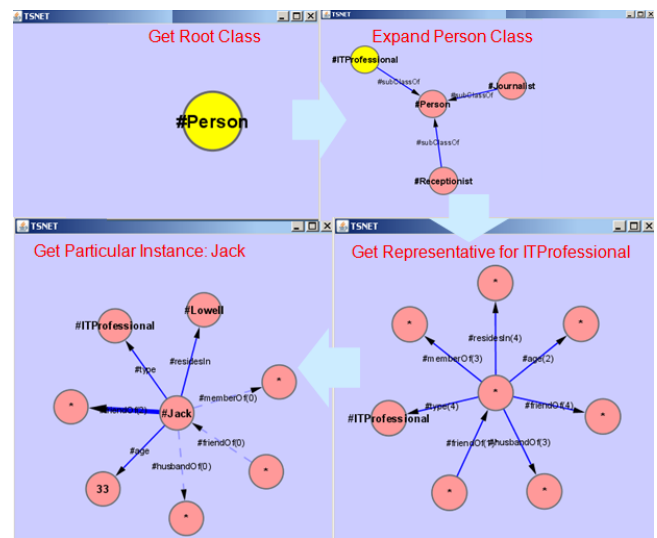 TSNET
Get Root Class
#Person
TSNET
Expand Person Class
#ITProfessional
#Journalist
#subClassOf
#subClassOf
#Person
#subClassOf
#Receptionist
TSNET
Get Particular Instance: Jack
#Lowell
#ITProfessional
#residesIn
#type
#memberOf(0)
*
*
#Jack
#friendOf(0)
#age
#husbandOf(0)
*
33
*
TSNET
Get Representative for ITProfessional
*
*
*
#residesIn(4)
#memberOf(3)
#age(2)
*
#type(4)
#friendOf(4)
#ITProfessional
*
#husbandOf(3)
*
*